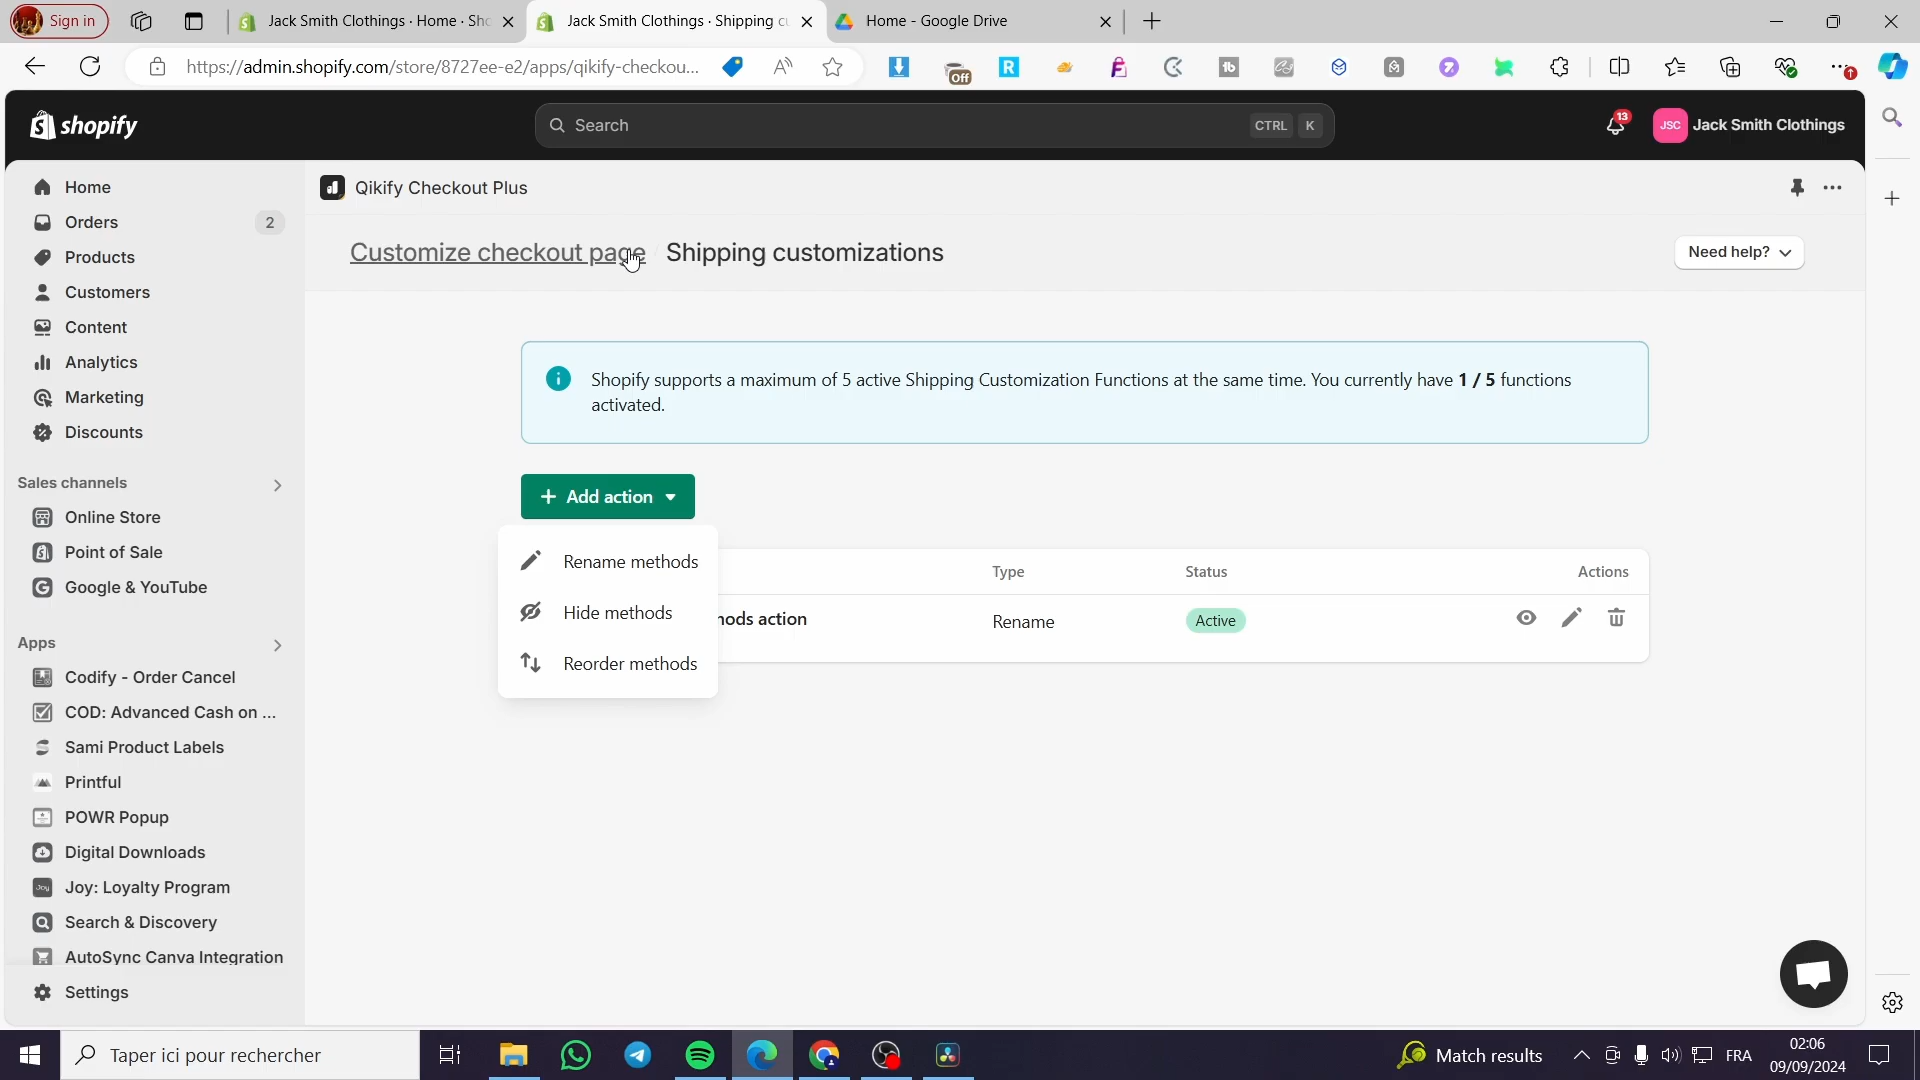 Sign in
Jack Smith Clothings · Home · Sho
Jack Smith Clothings · Shipping cu
Home - Google Drive
https://admin.shopify.com/store/8727ee-e2/apps/qikify-checkou...
Off
shopify
Search
CTRL K
13
JSC
Jack Smith Clothings
Home
Orders
2
Products
Customers
Content
Analytics
Marketing
Discounts
Sales channels
Online Store
Point of Sale
Google & YouTube
Apps
Codify - Order Cancel
COD: Advanced Cash on ...
Sami Product Labels
Printful
POWR Popup
Digital Downloads
Joy: Loyalty Program
Search & Discovery
AutoSync Canva Integration
Settings
Qikify Checkout Plus
Customize checkout page
Shipping customizations
Need help?
Shopify supports a maximum of 5 active Shipping Customization Functions at the same time. You currently have 1 / 5 functions
activated.
Add action
Rename methods
Hide methods
Reorder methods
Type
Status
Actions
hods action
Rename
Active
Taper ici pour rechercher
Match results
FRA
02:06
09/09/2024